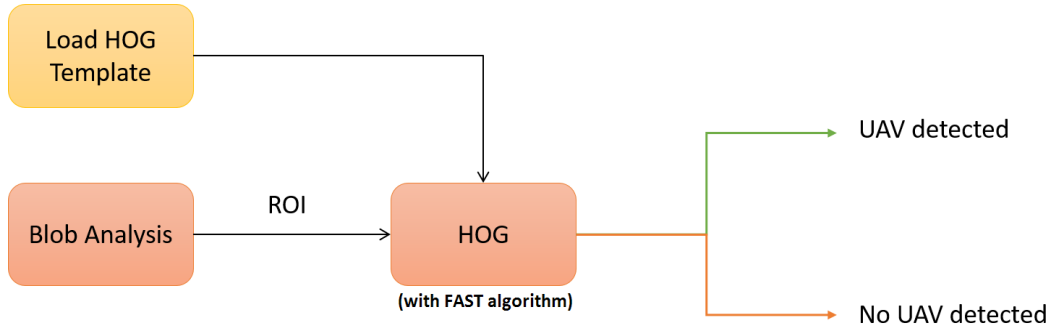 Load HOG
Template
UAV detected
Blob Analysis
ROI
HOG
(with FAST algorithm)
No UAV detected